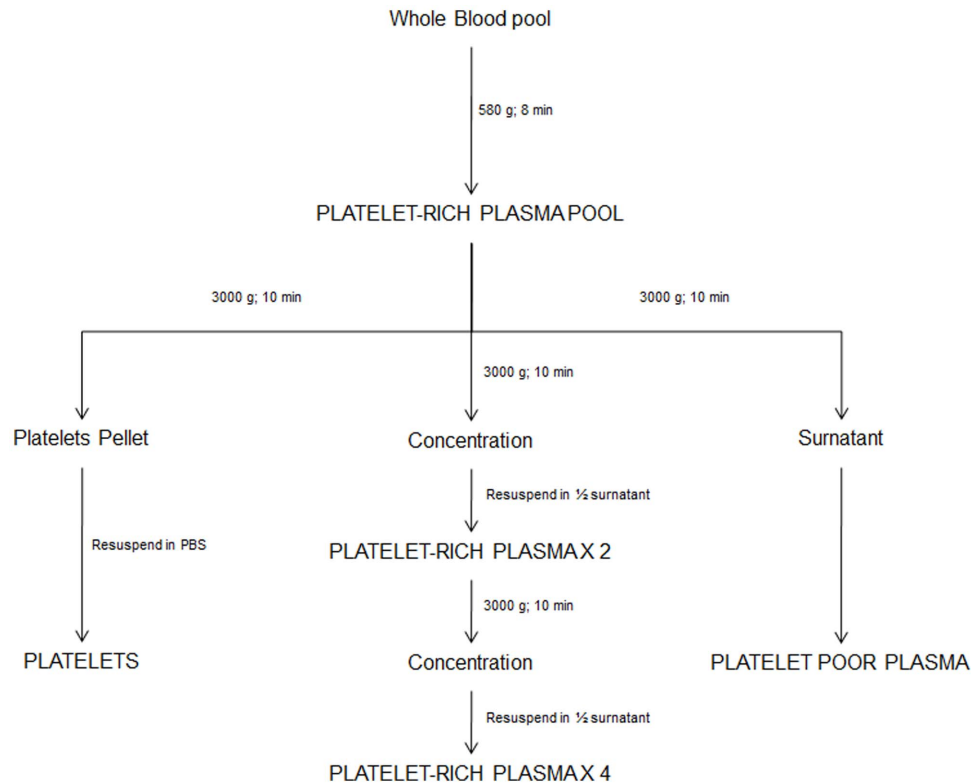 Whole Blood pool
580 g; 8 min
PLATELET-RICH PLASMA POOL
3000 g; 10 min
3000 g; 10 min
3000 g; 10 min
Platelets Pellet
Concentration
Surnatant
Resuspend in ½ surnatant
Resuspend in PBS
PLATELET-RICH PLASMA X 2
3000 g; 10 min
PLATELETS
Concentration
PLATELET POOR PLASMA
Resuspend in ½ surnatant
PLATELET-RICH PLASMA X 4